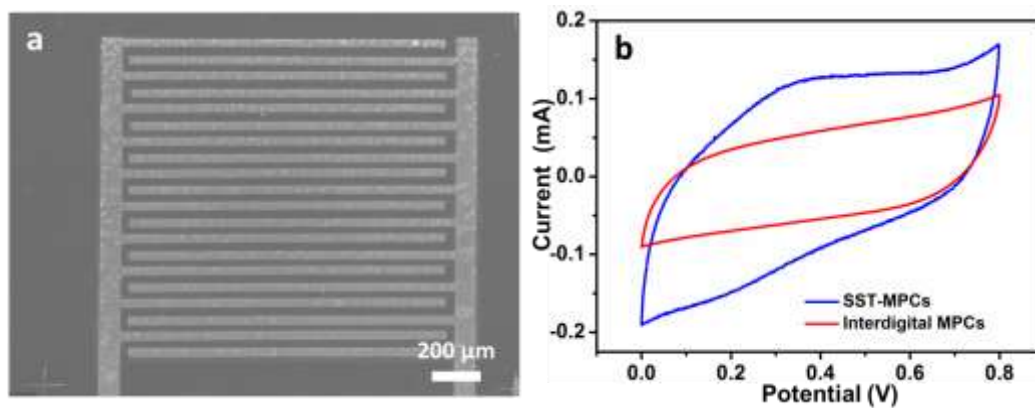 a
200 µm
b
Current (mA)
0.2
0.1
0.0
-0.1
-0.2
SST-MPCs
Interdigital MPCs
0.0 0.2 0.4 0.6 0.8
Potential (V)